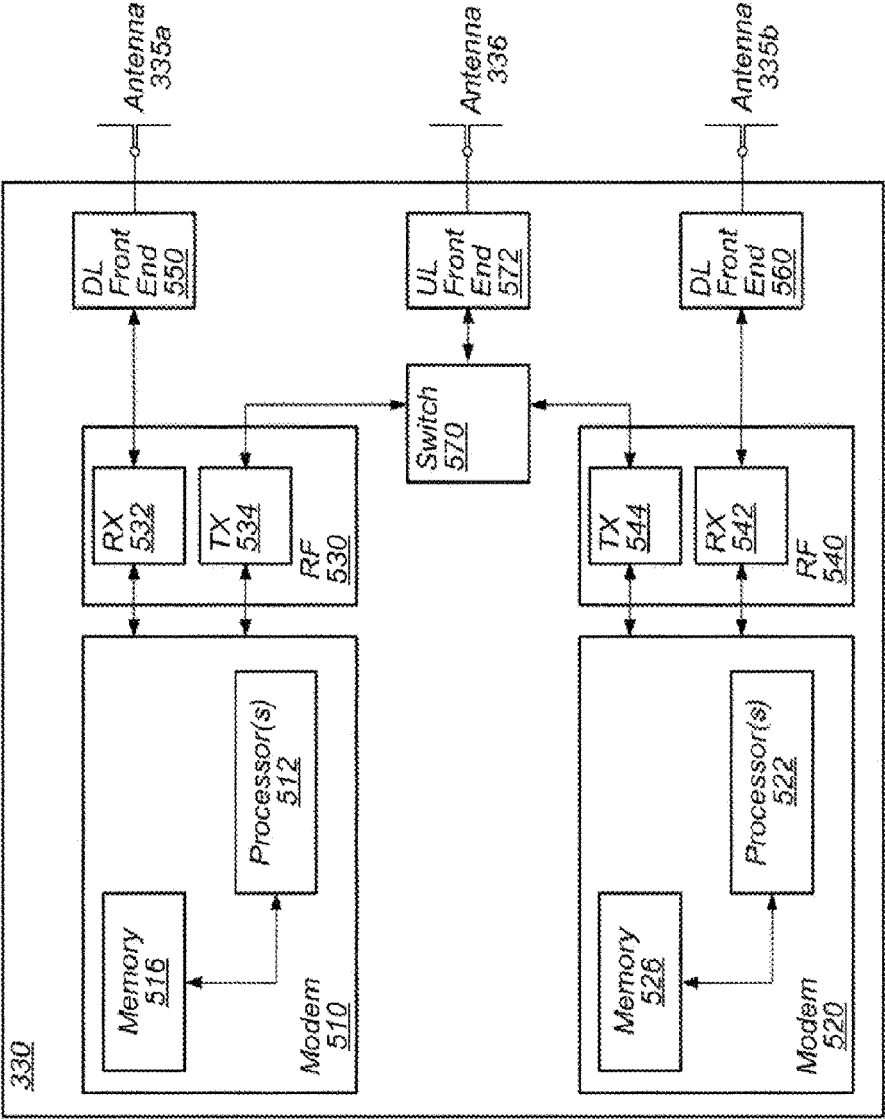 330
Memory
516
Processor(s)
512
Modem
510
RX
532
TX
534
RF
530
DL
Front
End
550
Antenna
335a
Switch
570
UL
Front
End
572
Antenna
336
Memory
526
Processor(s)
522
Modem
520
TX
544
RX
542
RF
540
DL
Front
End
560
Antenna
335b